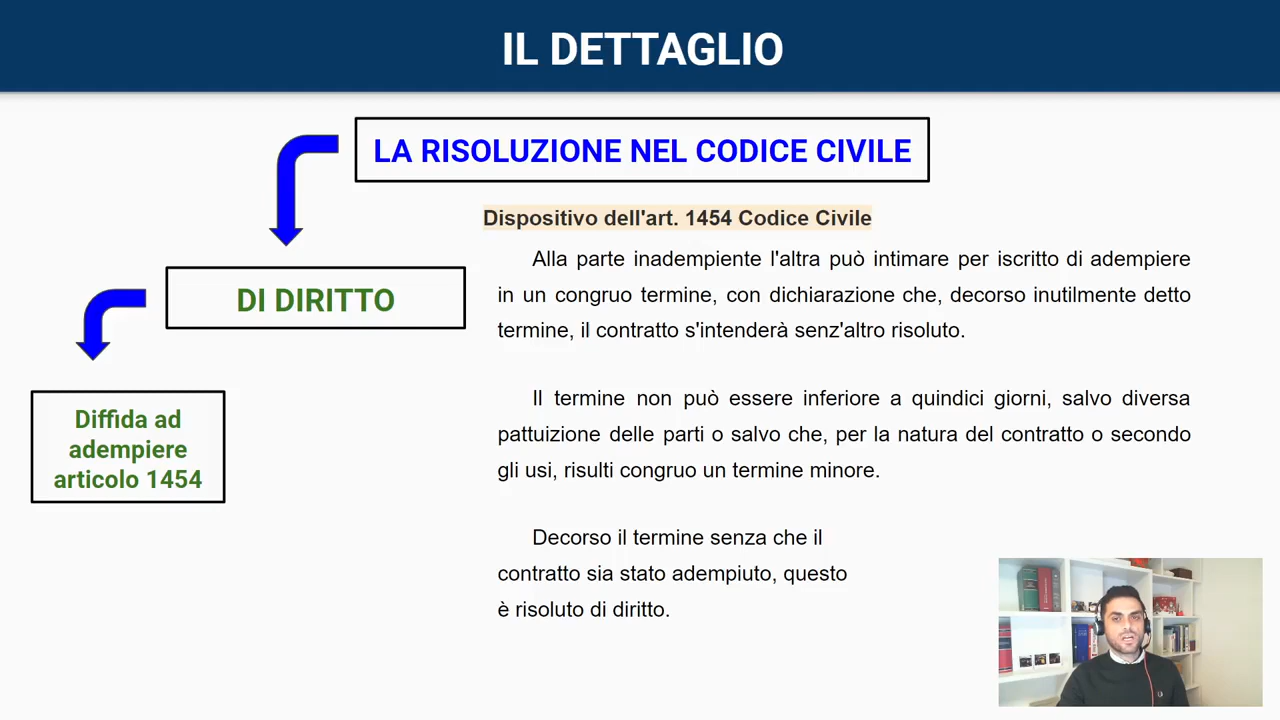 IL DETTAGLIO
LA RISOLUZIONE NEL CODICE CIVILE
Dispositivo dell'art. 1454 Codice Civile
Alla parte inadempiente l'altra può intimare per iscritto di adempiere
in un congruo termine, con dichiarazione che, decorso inutilmente detto
termine, il contratto s'intenderà senz'altro risoluto.
DI DIRITTO
Il termine non può essere inferiore a quindici giorni, salvo diversa
pattuizione delle parti o salvo che, per la natura del contratto o secondo
gli usi, risulti congruo un termine minore.
Diffida ad
adempiere
articolo 1454
Decorso il termine senza che il
contratto sia stato adempiuto, questo
è risoluto di diritto.